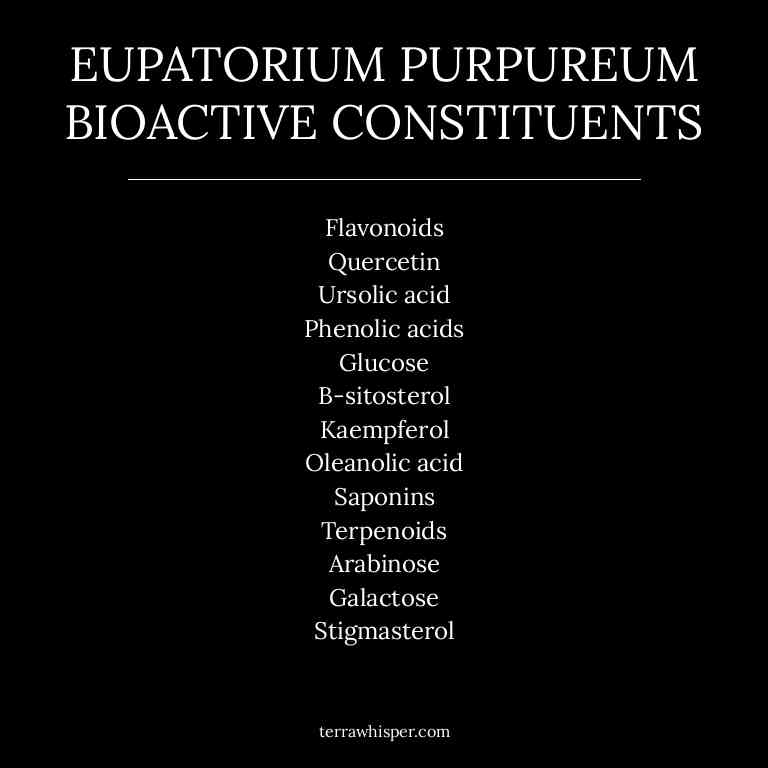 EUPATORIUM PURPUREUM
BIOACTIVE CONSTITUENTS
Flavonoids
Quercetin
Ursolic acid
Phenolic acids
Glucose
B-sitosterol
Kaempferol
Oleanolic acid
Saponins
Terpenoids
Arabinose
Galactose
Stigmasterol
terrawhisper.com